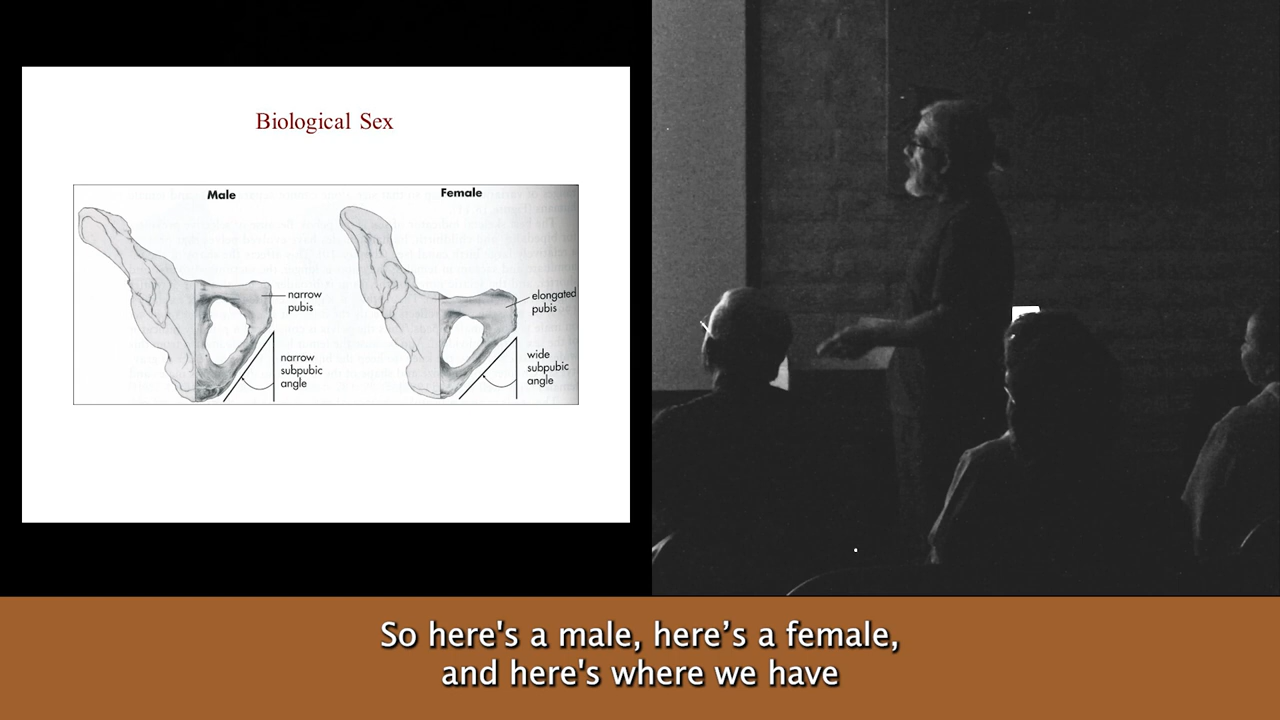 Biological Sex
Male
Female
narrow
pubis
narrow
subpubic
angle
elongated
pubis
wide
subpubic
angle
So here's a male, here’s a female,
and here's where we have